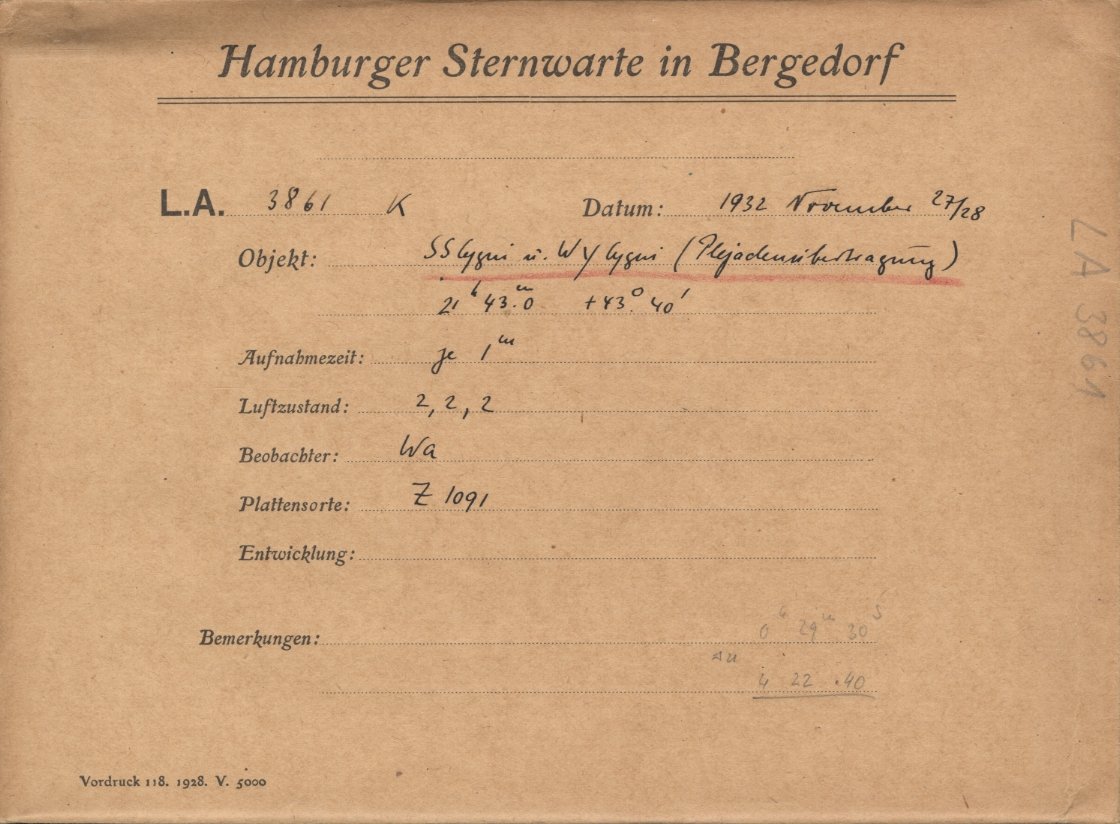 Hamburger Sternwarte in Bergedorf
L.A. 3861 K Datum: 1932 November 27/28
Objekt: SS Cygni u. WY Cygni (Plejadenübertragung)
21ʰ 43.ᵐ0 +43.⁰ 40'
Aufnahmezeit: je 1ᵐ
Luftzustand: 2, 2, 2
Beobachter: Wa
Plattensorte: Z 1091
Entwicklung:
Bemerkungen: 0ʰ 29ᵐ 30ˢ
4 22 .40
Vordruck 118. 1928. V. 5000
LA 3861